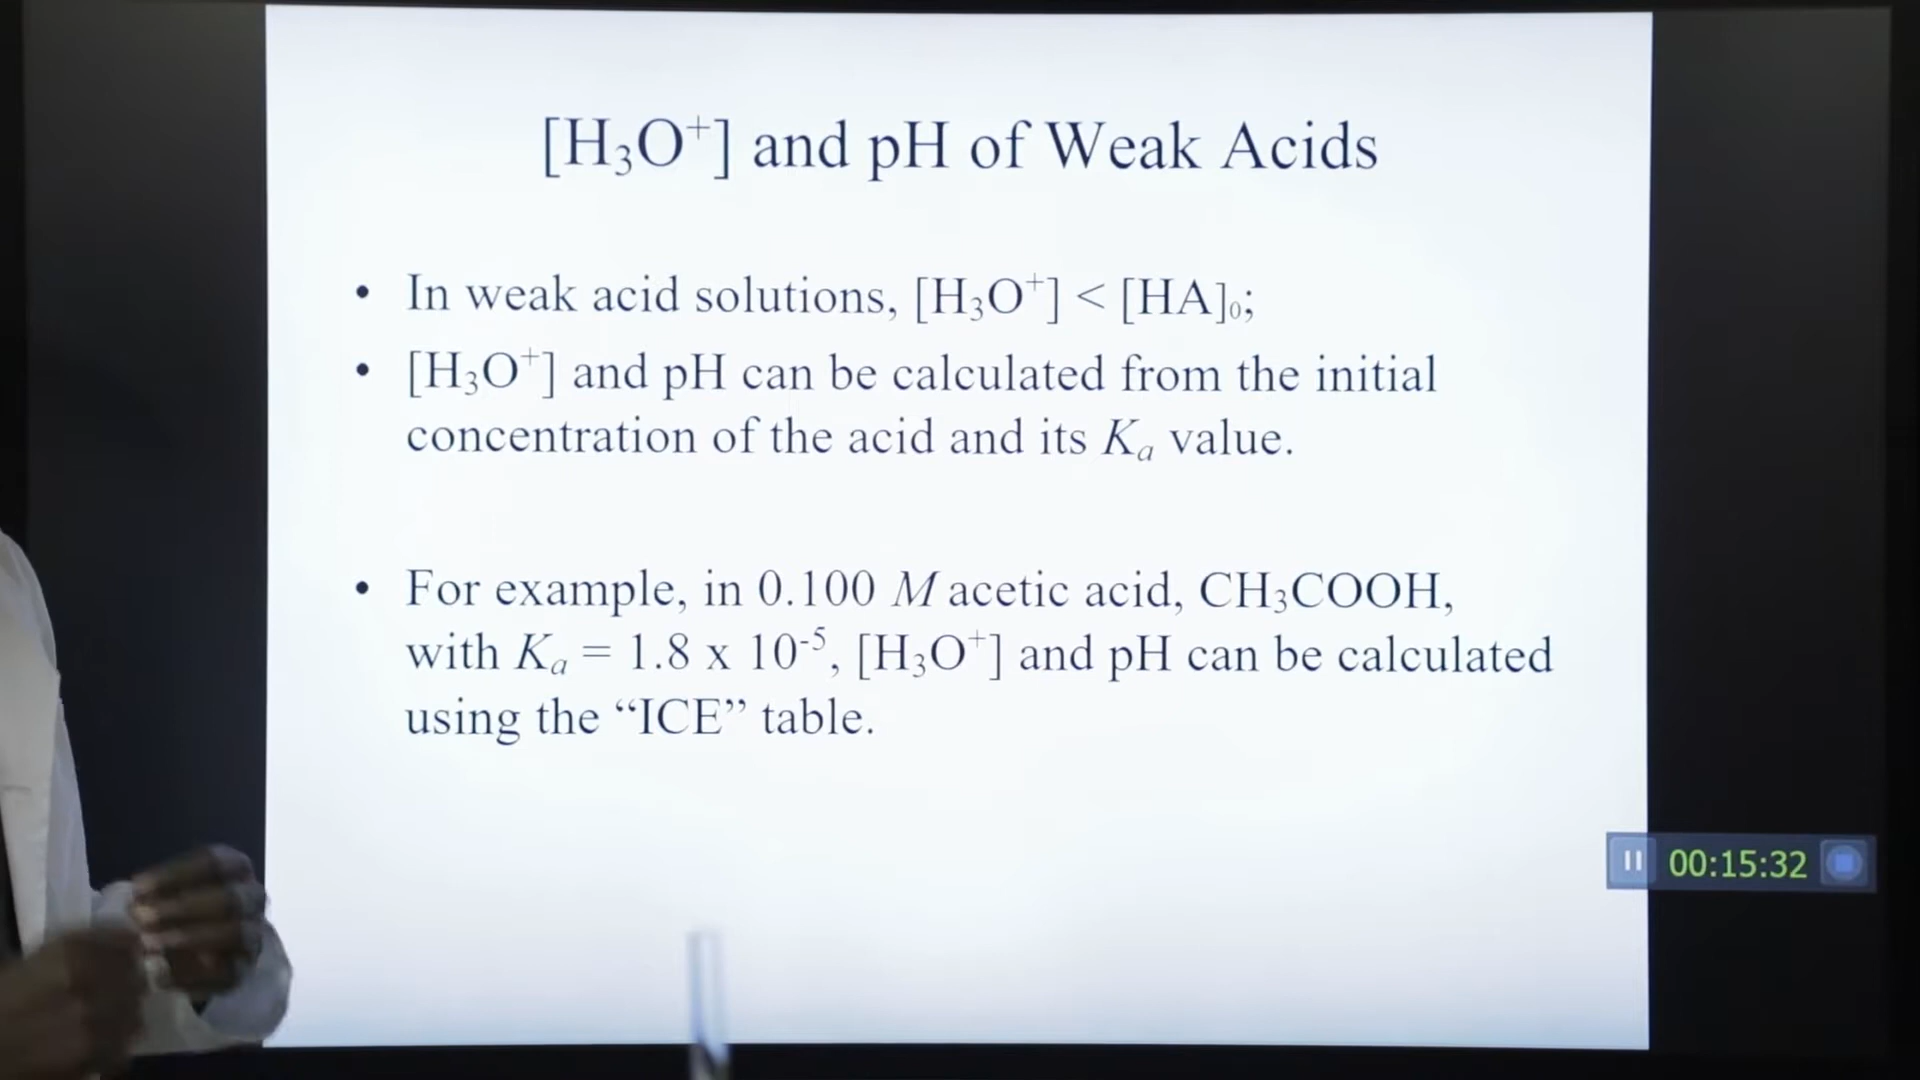 [H₃O⁺] and pH of Weak Acids
• In weak acid solutions, [H₃O⁺] < [HA]₀;
• [H₃O⁺] and pH can be calculated from the initial
concentration of the acid and its Kₐ value.
• For example, in 0.100 M acetic acid, CH₃COOH,
with Kₐ = 1.8 x 10⁻⁵, [H₃O⁺] and pH can be calculated
using the “ICE” table.
00:15:32